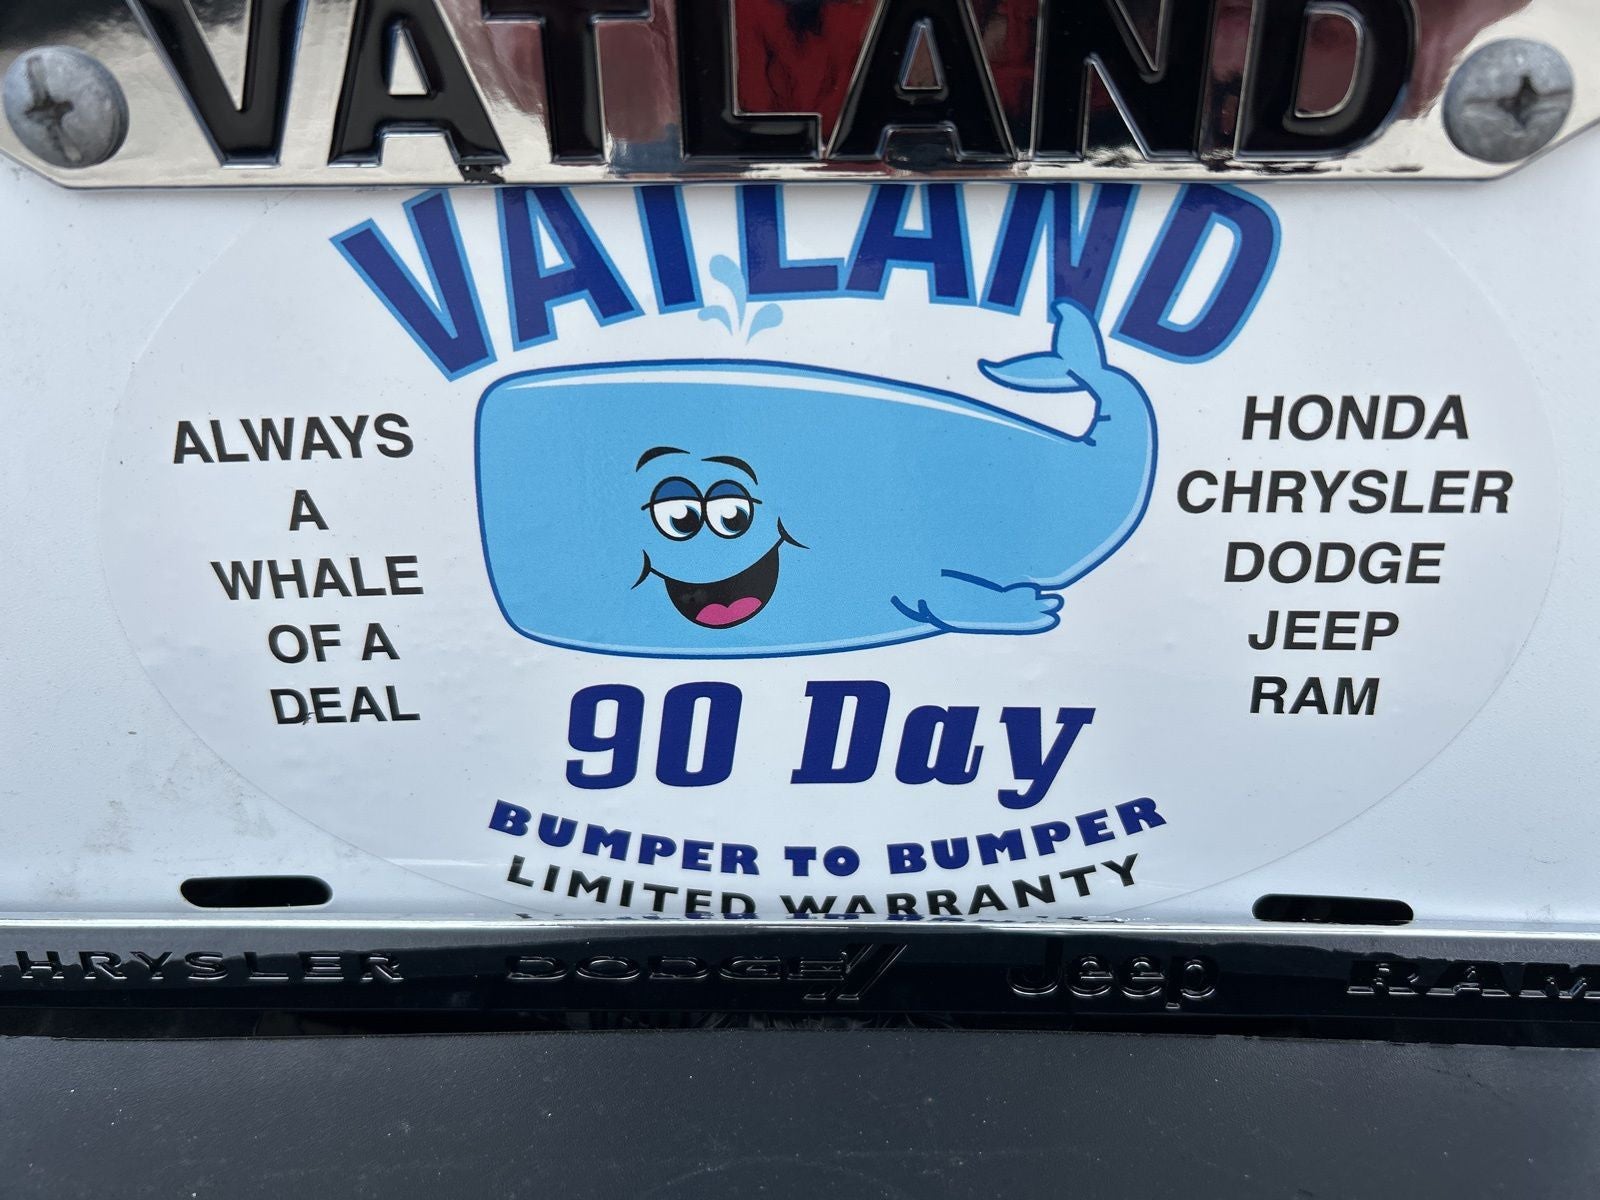 VATLAND
VATLAND
ALWAYS
A
WHALE
OF A
DEAL
HONDA
CHRYSLER
DODGE
JEEP
RAM
90 Day
BUMPER TO BUMPER
LIMITED WARRANTY
HRYSLER DODGE Jeep RAM